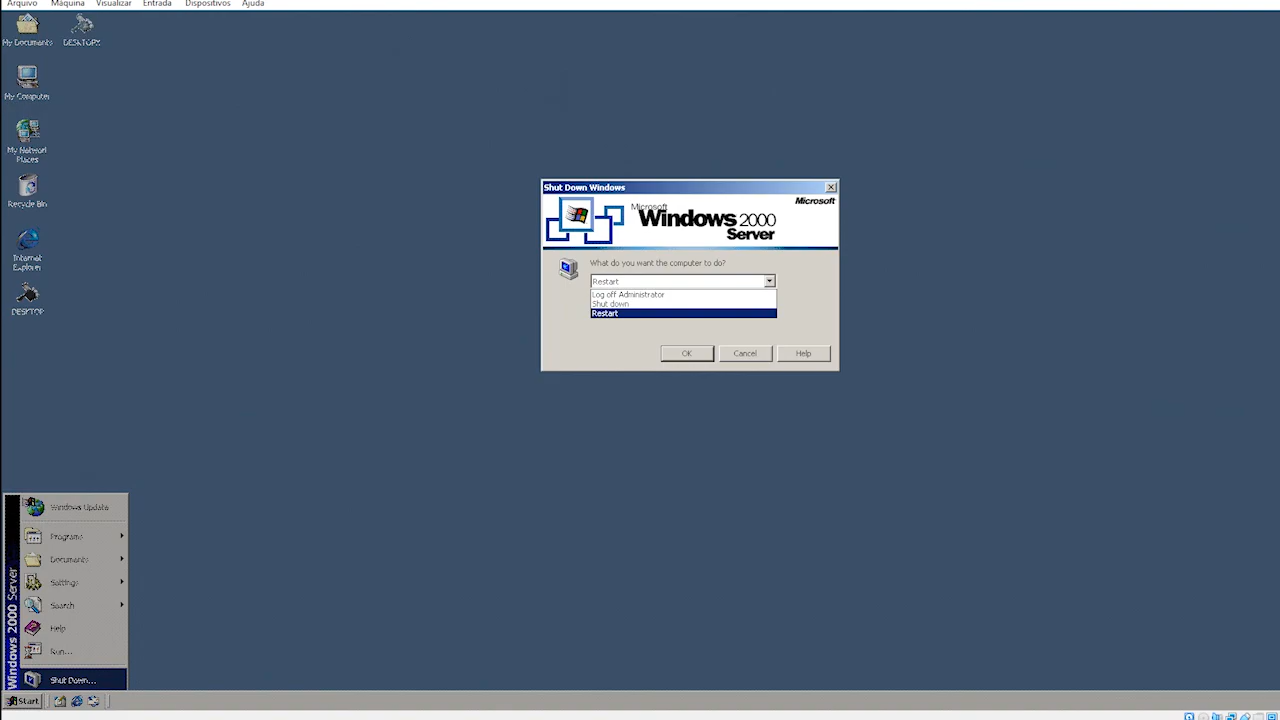 Arquivo Máquina Visualizar Entrada Dispositivos Ajuda
My Documents DESKTOPX
My Computer
My Network
Places
Recycle Bin
Internet
Explorer
DESKTOP
Shut Down Windows
Microsoft
Microsoft
Windows 2000
Server
What do you want the computer to do?
Restart
Log off Administrator
Shut down
Restart
OK Cancel Help
Windows 2000 Server
Windows Update
Programs
Documents
Settings
Search
Help
Run...
Shut Down...
Start